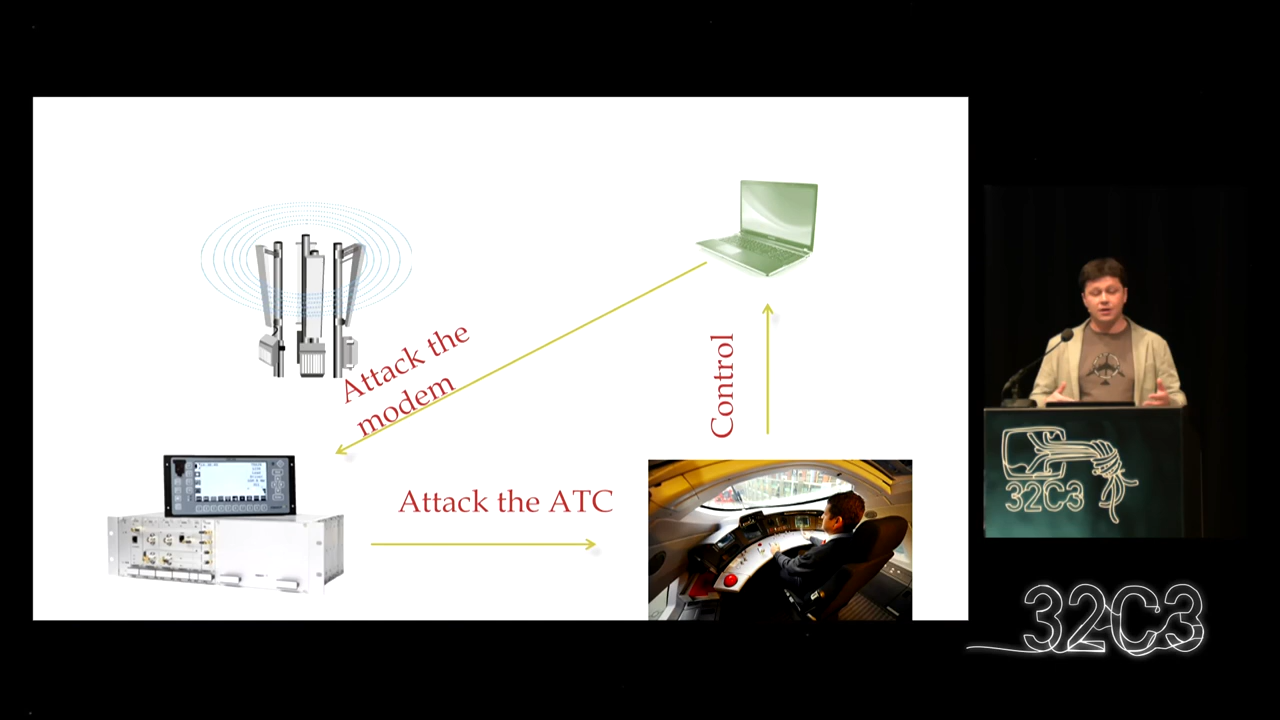 Attack the
modem
Control
Attack the ATC
32C3
32C3